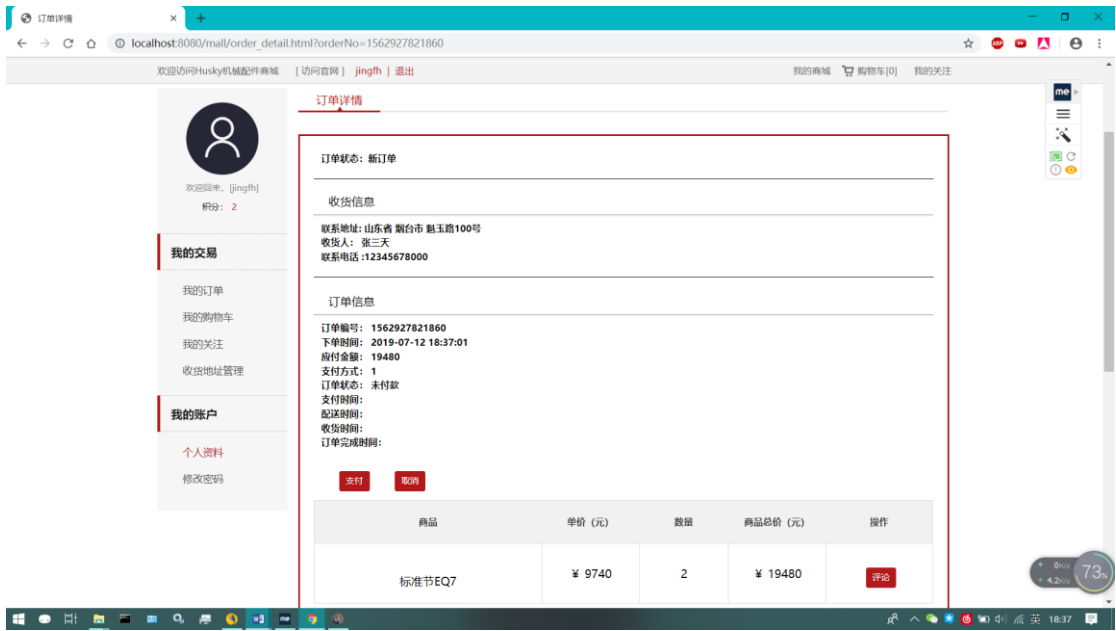 订单详情
localhost:8080/mall/order_detail.html?orderNo=1562927821860
ABP
欢迎访问Husky机械配件商城 [ 访问官网 ] jingfh | 退出
我的商城 购物车[0] 我的关注
me
订单详情
欢迎回来，[jingfh]
积分： 2
我的交易
我的订单
我的购物车
我的关注
收货地址管理
我的账户
个人资料
修改密码
订单状态：新订单
收货信息
联系地址: 山东省 烟台市 魁玉路100号
收货人： 张三天
联系电话 :12345678000
订单信息
订单编号： 1562927821860
下单时间： 2019-07-12 18:37:01
应付金额： 19480
支付方式： 1
订单状态： 未付款
支付时间：
配送时间：
收货时间：
订单完成时间：
支付 取消
商品 单价（元） 数量 商品总价（元） 操作
标准节EQ7 ¥ 9740 2 ¥ 19480 评论
0K/s
4.2K/s
73%
me
英 18:37